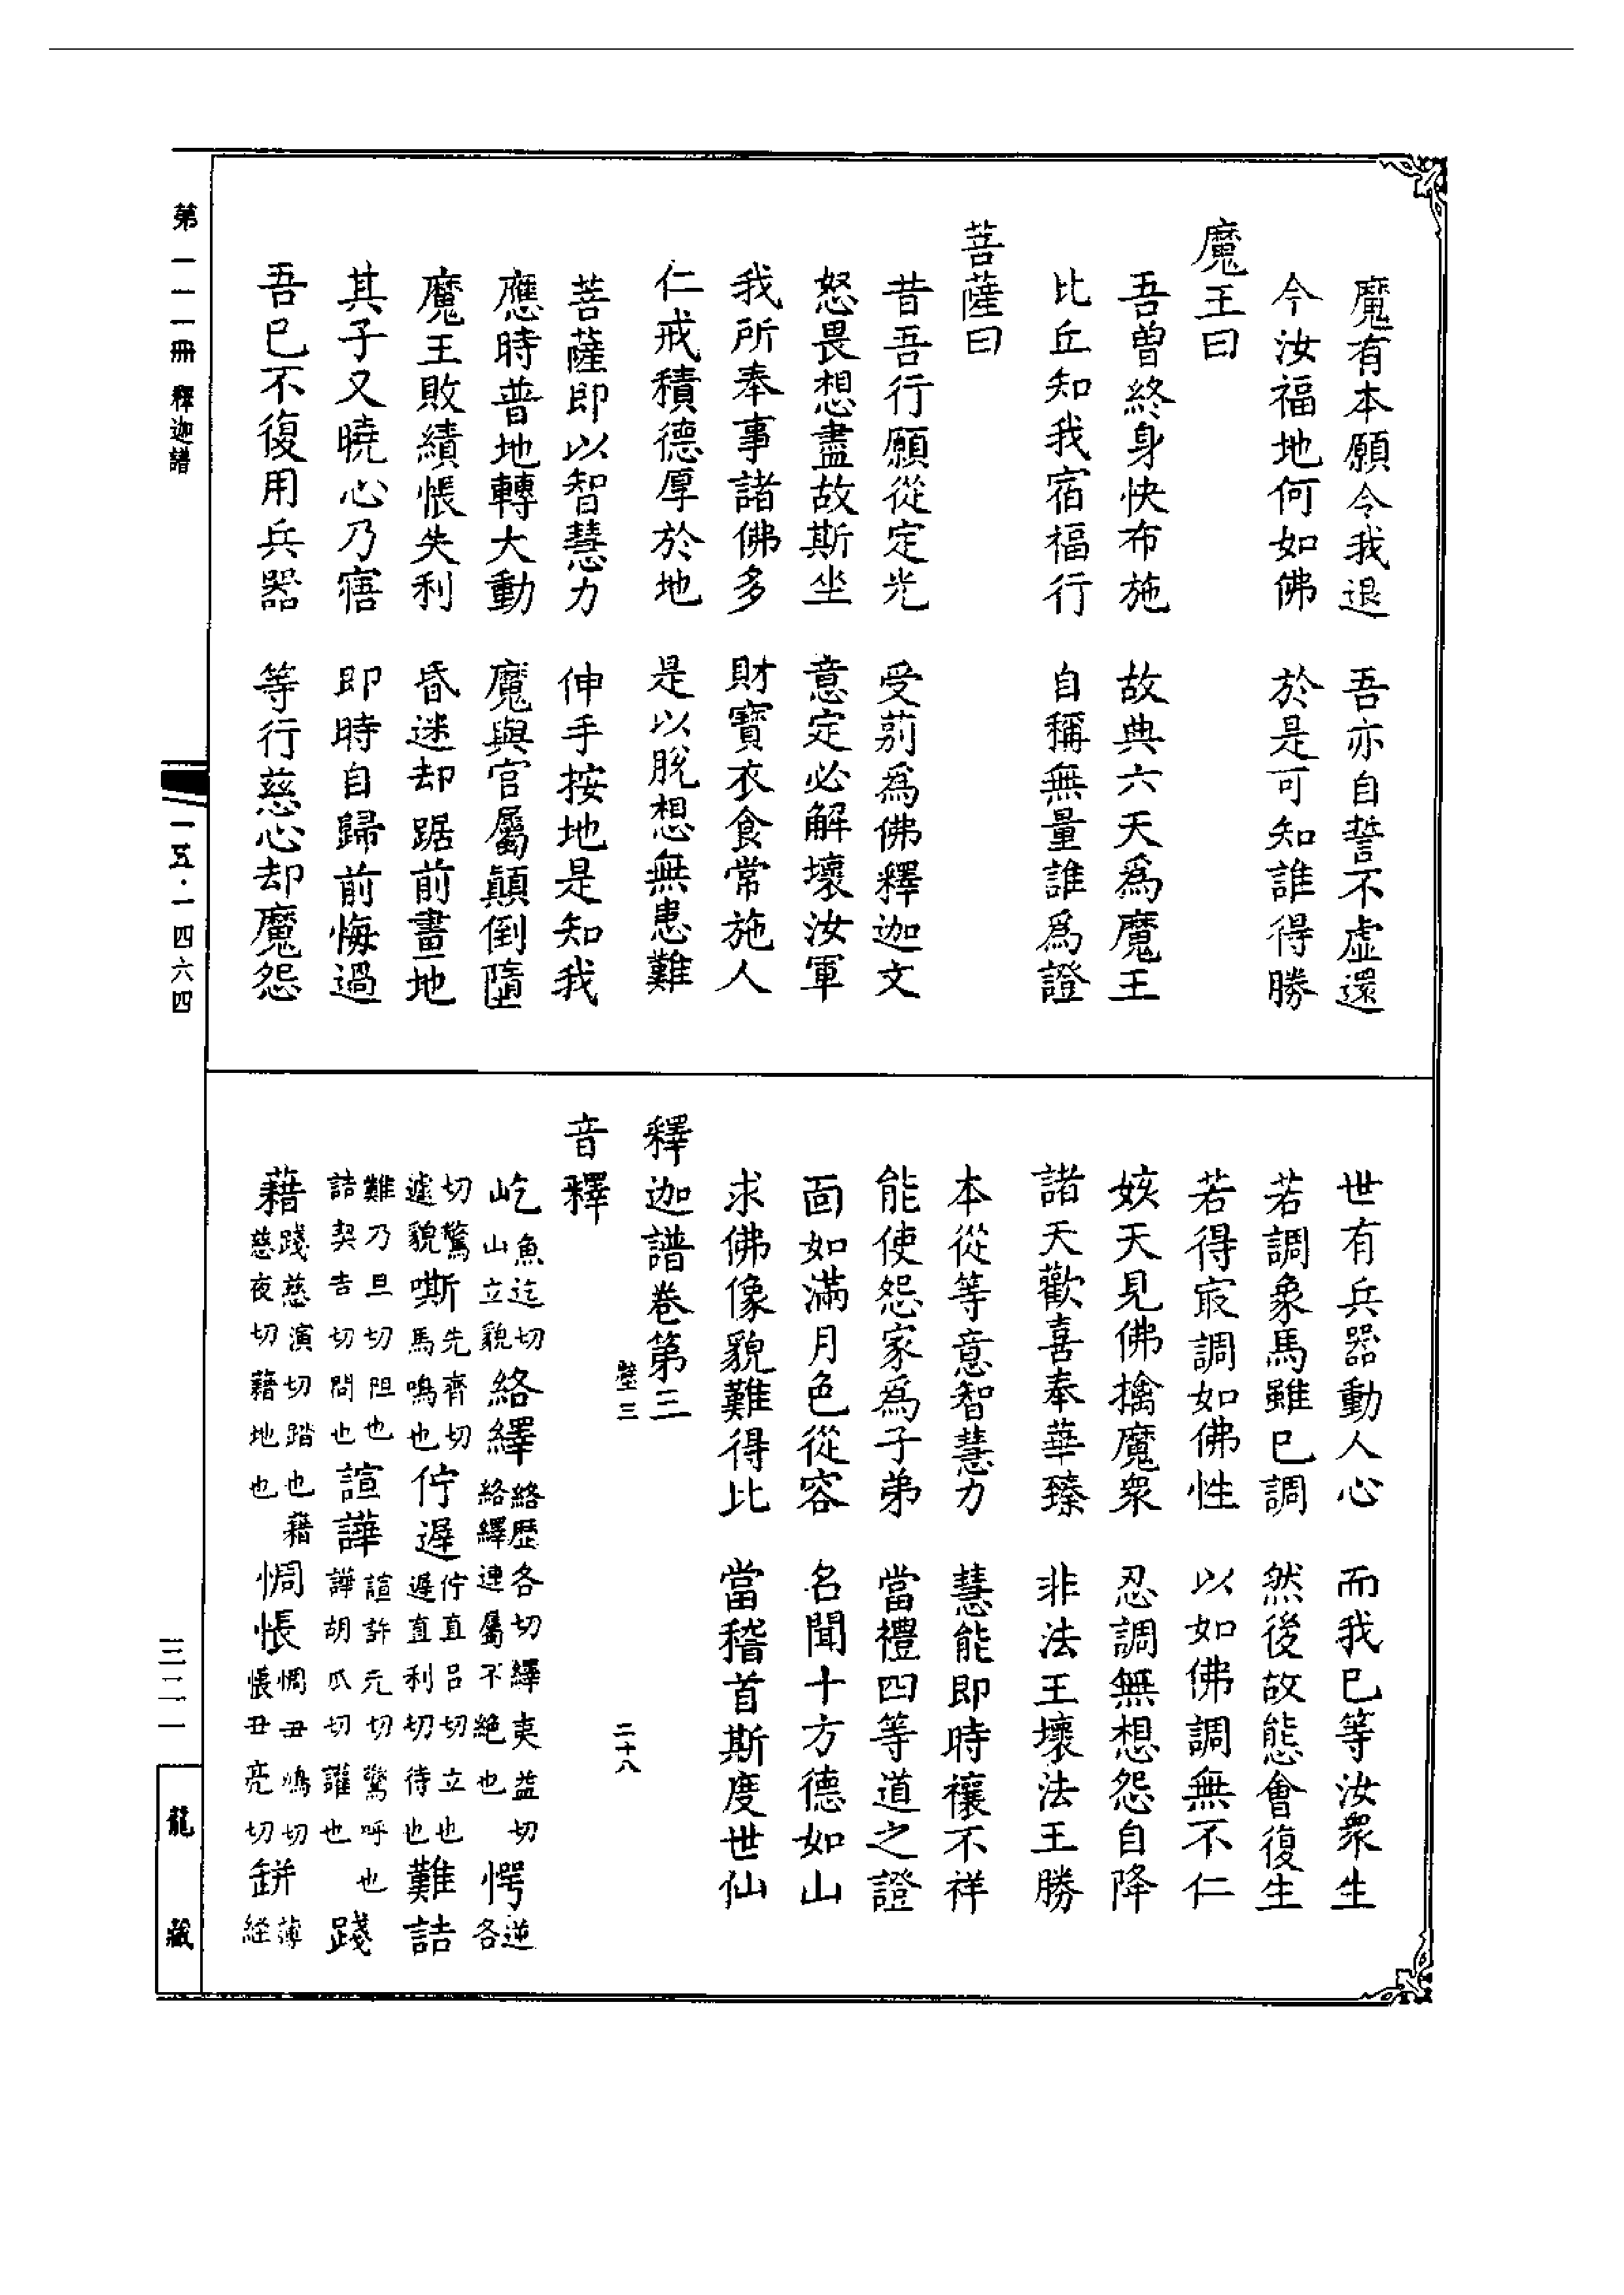 魔有本願令我退　吾亦自誓不虛還
今汝福地何如佛　於是可知誰得勝
魔王曰
吾曾終身快布施　故典六天爲魔王
比丘知我宿福行　自稱無量誰爲證
菩薩曰
昔吾行願從定光　受莂爲佛釋迦文
怒畏想盡故斯坐　意定必解壞汝軍
我所奉事諸佛多　財寶衣食常施人
仁戒積德厚於地　是以脫想無患難
菩薩即以智慧力　伸手按地是知我
應時普地轉大動　魔與官屬顛倒墮
魔王敗績悵失利　昏迷却踞前畫地
其子又曉心乃寤　即時自歸前悔過
吾已不復用兵器　等行慈心却魔怨
世有兵器動人心　而我已等汝衆生
若調象馬雖已調　然後故態會復生
若得㝡調如佛性　以如佛調無不仁
姟天見佛擒魔衆　忍調無想怨自降
諸天歡喜奉華臻　非法王壞法王勝
本從等意智慧力　慧能即時禳不祥
能使怨家爲子弟　當禮四等道之證
面如滿月色從容　名聞十方德如山
求佛像貌難得比　當稽首斯度世仙
釋迦譜卷第三
壁三　二十八
音釋
屹魚迄切山立貌　絡繹絡歷各切繹夷益切絡繹連屬不絶也　愕逆各
切驚遽貌　嘶先齊切馬鳴也　佇遲佇直呂切立也遲直利切待也　難詰
難乃旦切阻也詰契吉切問也　諠譁諠許元切驚呼也譁胡瓜切讙也　踐
藉踐慈演切踏也藉慈夜切藉地也　惆悵惆丑鳩切悵丑亮切　缾薄経
第一一一冊　釋迦譜
一五·一四六四
三二一
龍藏